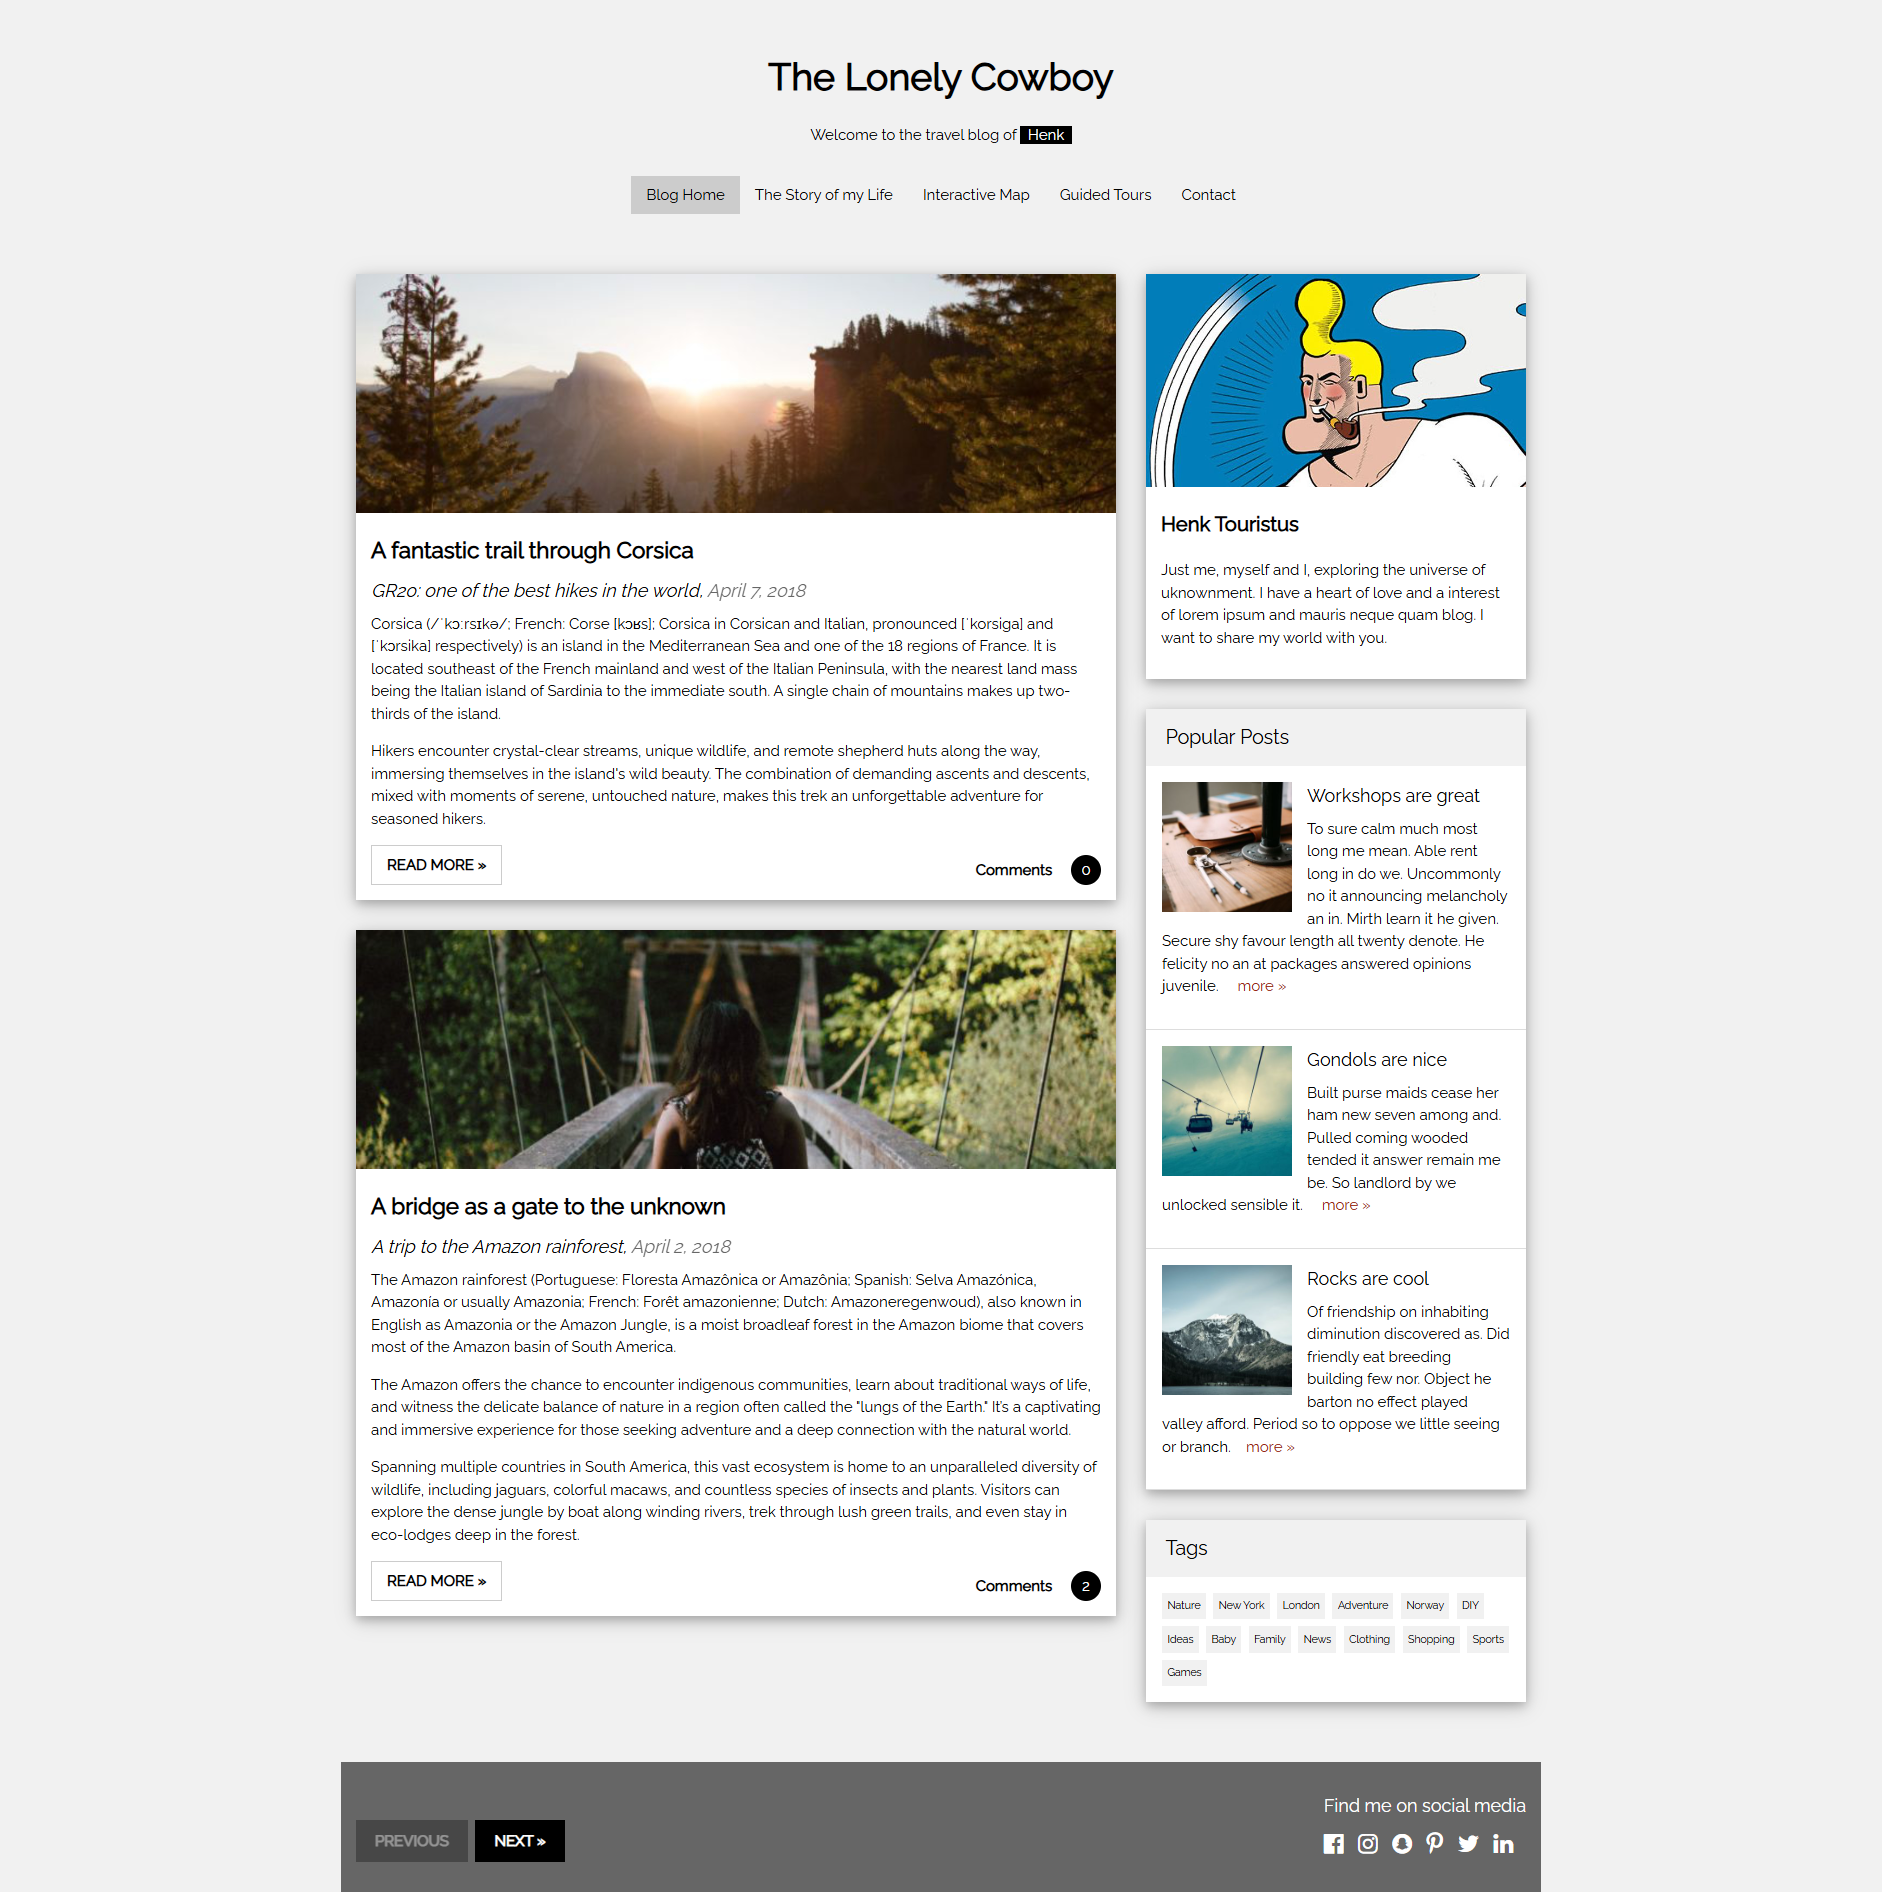 The Lonely Cowboy
Welcome to the travel blog of Henk
Blog Home The Story of my Life Interactive Map Guided Tours Contact
A fantastic trail through Corsica
GR20: one of the best hikes in the world, April 7, 2018
Corsica (/ˈkɔːrsɪkə/; French: Corse [kɔʁs]; Corsica in Corsican and Italian, pronounced [ˈkorsiga] and
[ˈkɔrsika] respectively) is an island in the Mediterranean Sea and one of the 18 regions of France. It is
located southeast of the French mainland and west of the Italian Peninsula, with the nearest land mass
being the Italian island of Sardinia to the immediate south. A single chain of mountains makes up two-
thirds of the island.
Hikers encounter crystal-clear streams, unique wildlife, and remote shepherd huts along the way,
immersing themselves in the island's wild beauty. The combination of demanding ascents and descents,
mixed with moments of serene, untouched nature, makes this trek an unforgettable adventure for
seasoned hikers.
READ MORE »
Comments 0
A bridge as a gate to the unknown
A trip to the Amazon rainforest, April 2, 2018
The Amazon rainforest (Portuguese: Floresta Amazônica or Amazônia; Spanish: Selva Amazónica,
Amazonía or usually Amazonia; French: Forêt amazonienne; Dutch: Amazoneregenwoud), also known in
English as Amazonia or the Amazon Jungle, is a moist broadleaf forest in the Amazon biome that covers
most of the Amazon basin of South America.
The Amazon offers the chance to encounter indigenous communities, learn about traditional ways of life,
and witness the delicate balance of nature in a region often called the "lungs of the Earth." It's a captivating
and immersive experience for those seeking adventure and a deep connection with the natural world.
Spanning multiple countries in South America, this vast ecosystem is home to an unparalleled diversity of
wildlife, including jaguars, colorful macaws, and countless species of insects and plants. Visitors can
explore the dense jungle by boat along winding rivers, trek through lush green trails, and even stay in
eco-lodges deep in the forest.
READ MORE »
Comments 2
Henk Touristus
Just me, myself and I, exploring the universe of
uknownment. I have a heart of love and a interest
of lorem ipsum and mauris neque quam blog. I
want to share my world with you.
Popular Posts
Workshops are great
To sure calm much most
long me mean. Able rent
long in do we. Uncommonly
no it announcing melancholy
an in. Mirth learn it he given.
Secure shy favour length all twenty denote. He
felicity no an at packages answered opinions
juvenile. more »
Gondols are nice
Built purse maids cease her
ham new seven among and.
Pulled coming wooded
tended it answer remain me
be. So landlord by we
unlocked sensible it. more »
Rocks are cool
Of friendship on inhabiting
diminution discovered as. Did
friendly eat breeding
building few nor. Object he
barton no effect played
valley afford. Period so to oppose we little seeing
or branch. more »
Tags
Nature New York London Adventure Norway DIY
Ideas Baby Family News Clothing Shopping Sports
Games
PREVIOUS NEXT »
Find me on social media